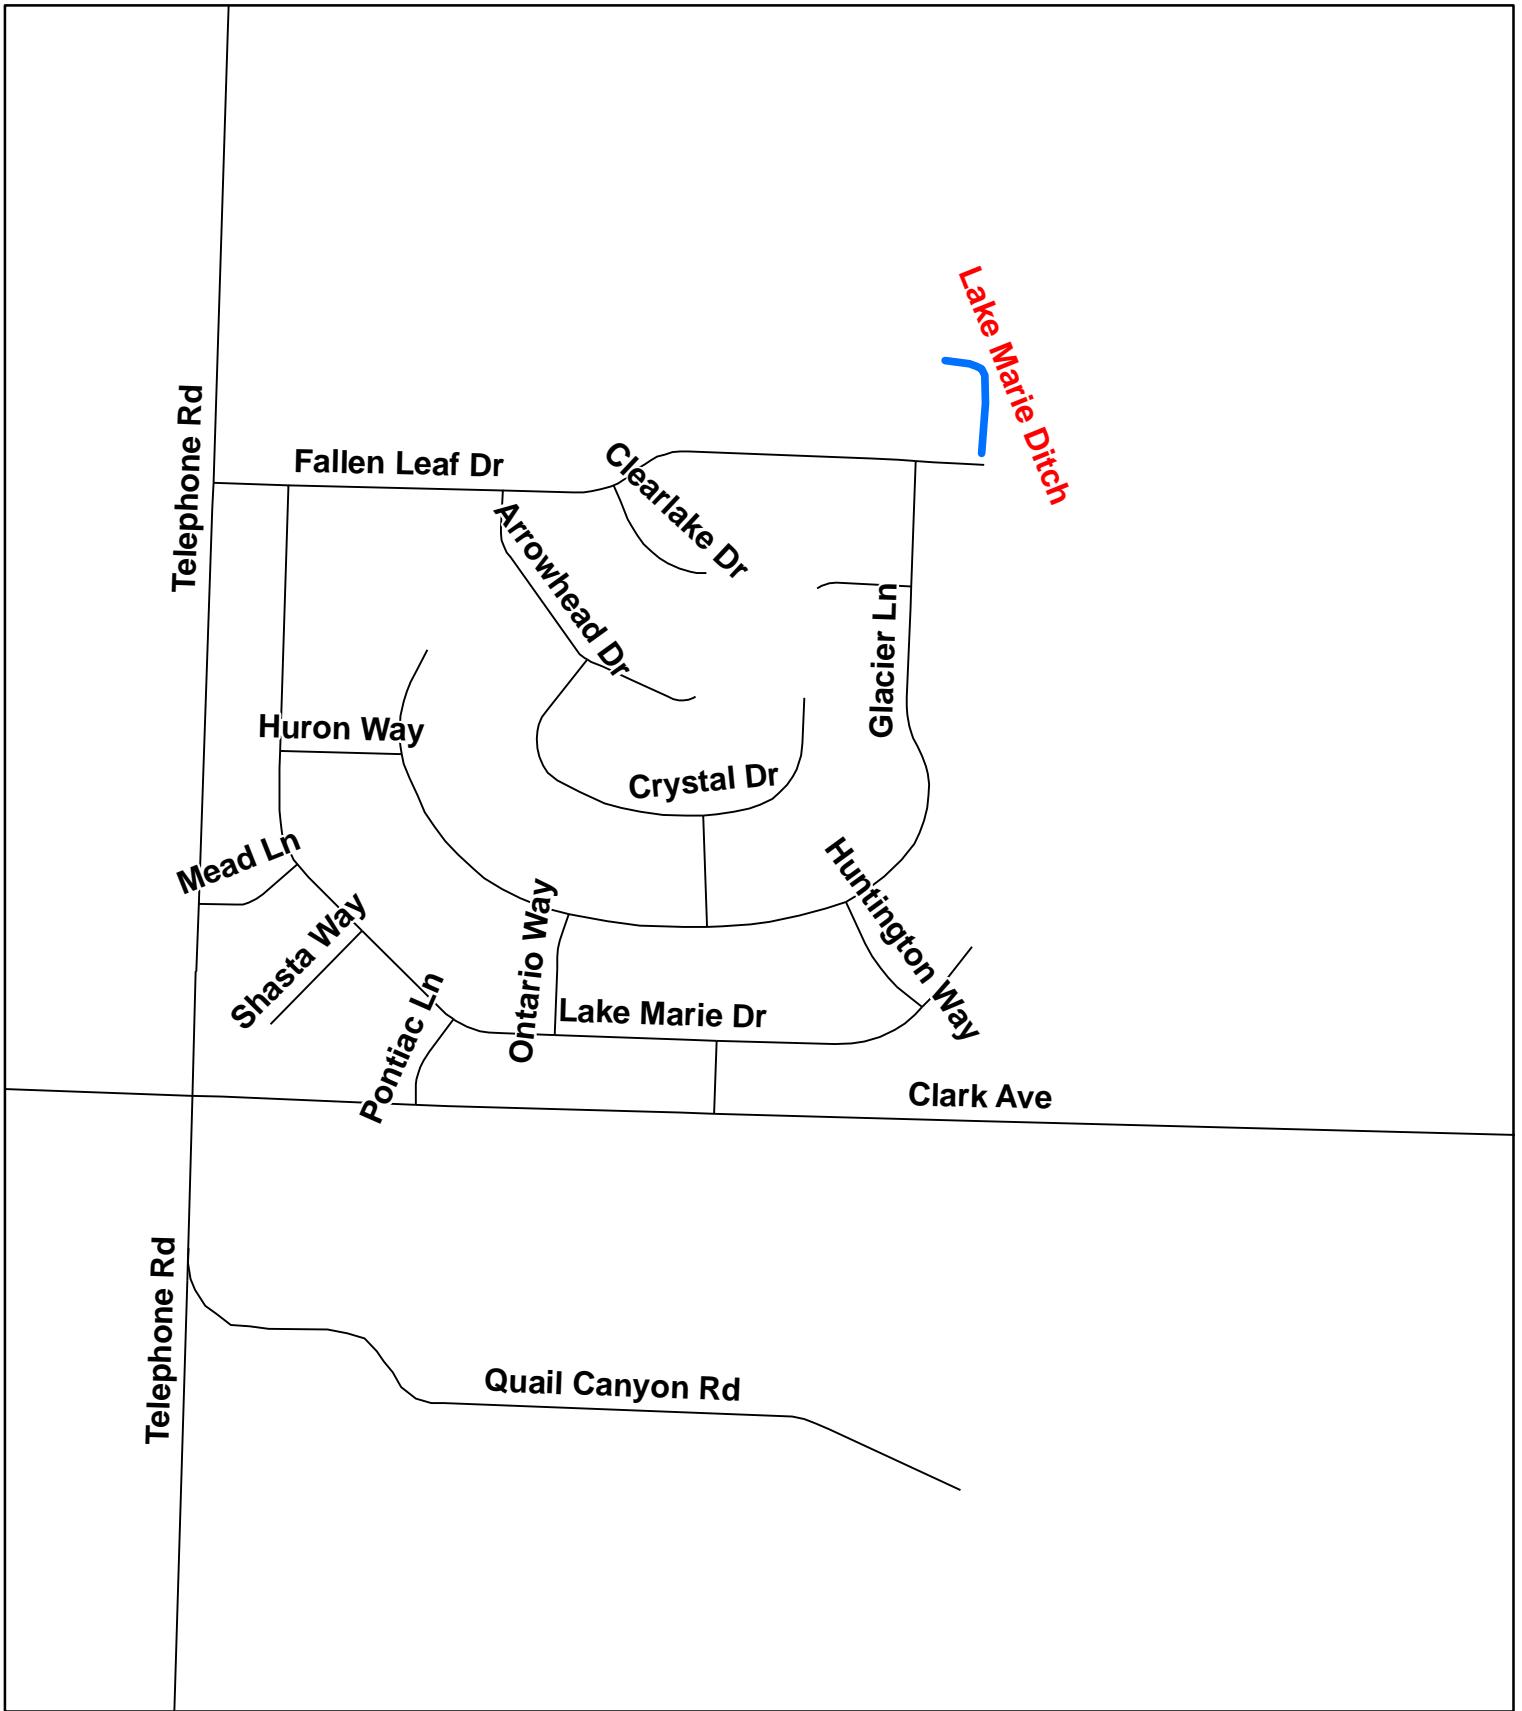 Lake Marie Ditch
Telephone Rd
Fallen Leaf Dr
Clearlake Dr
Arrowhead Dr
Glacier Ln
Huron Way
Crystal Dr
Mead Ln
Huntington Way
Shasta Way
Ontario Way
Pontiac Ln
Lake Marie Dr
Clark Ave
Telephone Rd
Quail Canyon Rd